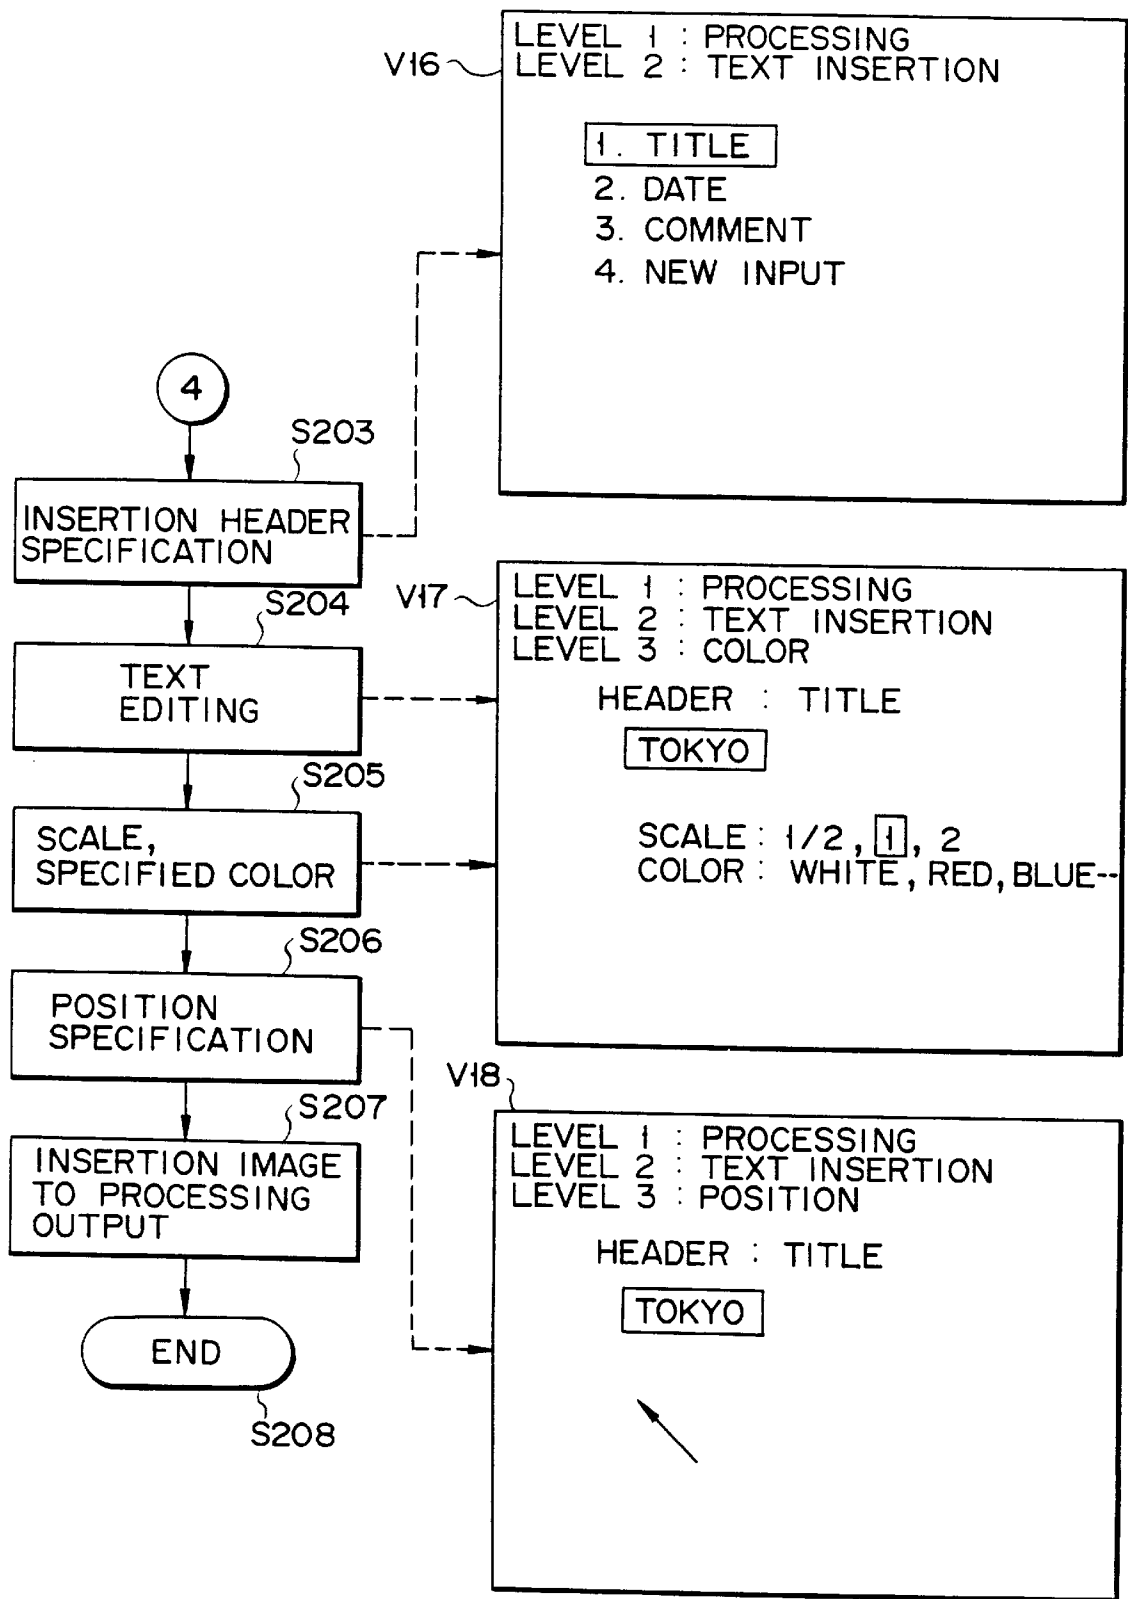 4
S203
INSERTION HEADER
SPECIFICATION
S204
TEXT
EDITING
S205
SCALE,
SPECIFIED COLOR
S206
POSITION
SPECIFICATION
S207
INSERTION IMAGE
TO PROCESSING
OUTPUT
END
S208
V16
LEVEL 1 : PROCESSING
LEVEL 2 : TEXT INSERTION
1. TITLE
2. DATE
3. COMMENT
4. NEW INPUT
V17
LEVEL 1 : PROCESSING
LEVEL 2 : TEXT INSERTION
LEVEL 3 : COLOR
HEADER : TITLE
TOKYO
SCALE : 1/2, 1, 2
COLOR : WHITE, RED, BLUE--
V18
LEVEL 1 : PROCESSING
LEVEL 2 : TEXT INSERTION
LEVEL 3 : POSITION
HEADER : TITLE
TOKYO